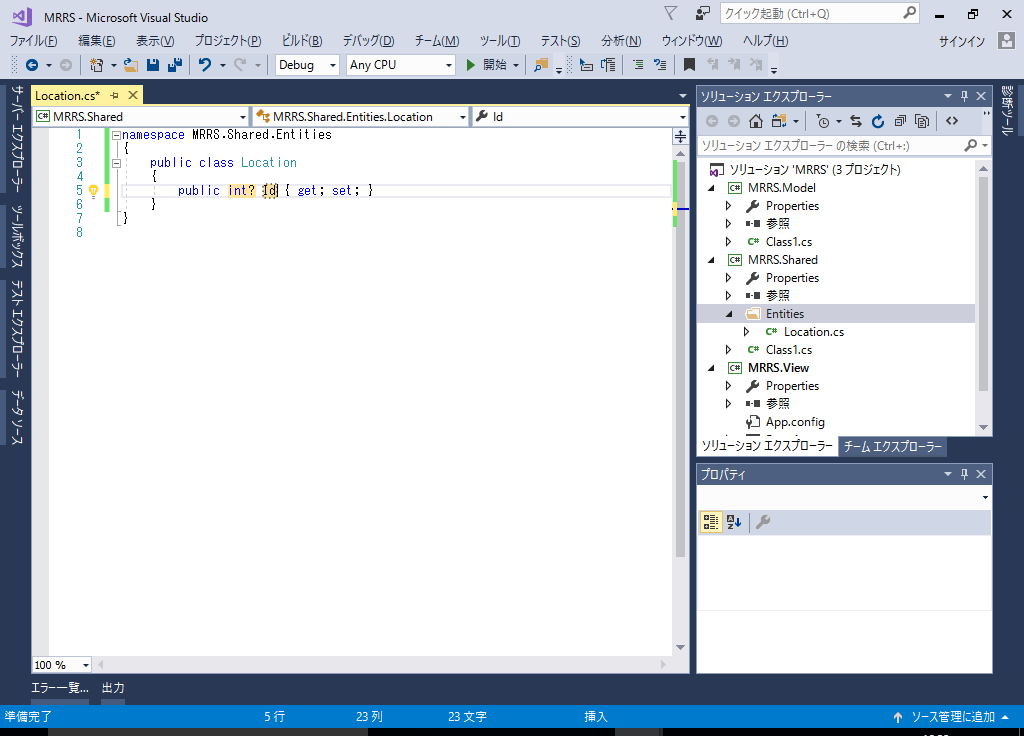 MRRS - Microsoft Visual Studio
クイック起動 (Ctrl+Q)
ファイル(F) 編集(E) 表示(V) プロジェクト(P) ビルド(B) デバッグ(D) チーム(M) ツール(T) テスト(S) 分析(N) ウィンドウ(W) ヘルプ(H) サインイン
Debug Any CPU 開始
サーバー エクスプローラー
ツールボックス
テスト エクスプローラー
データ ソース
Location.cs*
MRRS.Shared MRRS.Shared.Entities.Location Id
1 namespace MRRS.Shared.Entities
2 {
3 public class Location
4 {
5 public int? Id { get; set; }
6 }
7 }
8
100 %
エラー一覧... 出力
ソリューション エクスプローラー
ソリューション エクスプローラー の検索 (Ctrl+:)
ソリューション 'MRRS' (3 プロジェクト)
MRRS.Model
Properties
参照
Class1.cs
MRRS.Shared
Properties
参照
Entities
Location.cs
Class1.cs
MRRS.View
Properties
参照
App.config
ソリューション エクスプローラー チーム エクスプローラー
プロパティ
診断ツール
準備完了 5 行 23 列 23 文字 挿入 ソース管理に追加